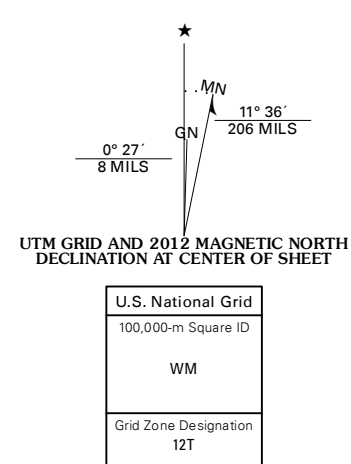 ★
MN
GN
11° 36´
206 MILS
0° 27´
8 MILS
UTM GRID AND 2012 MAGNETIC NORTH
DECLINATION AT CENTER OF SHEET
U.S. National Grid
100,000-m Square ID
WM
Grid Zone Designation
12T